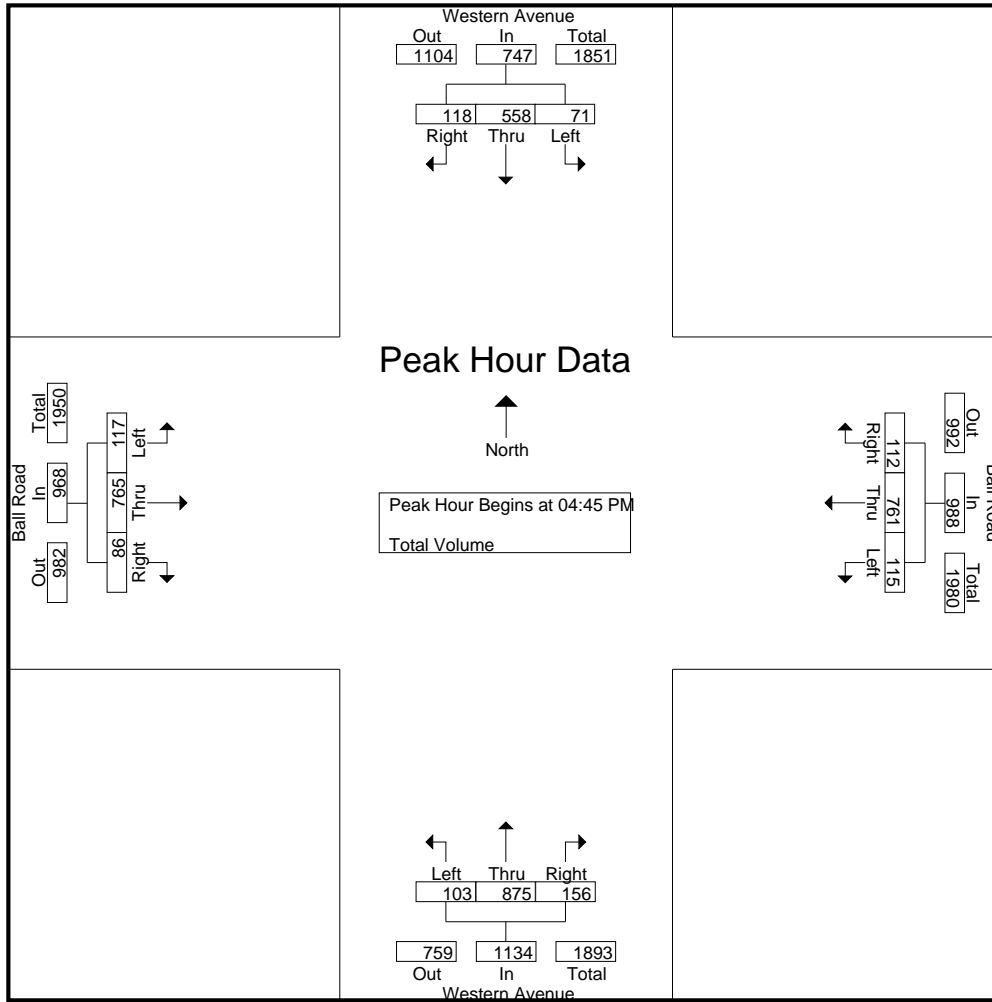 Western Avenue
Out In Total
1104 747 1851
118 558 71
Right Thru Left
Peak Hour Data
North
Peak Hour Begins at 04:45 PM
Total Volume
Ball Road
Total In Out
1950 968 982
117 765 86
Left Thru Right
Ball Road
Out In Total
992 988 1980
112 761 115
Right Thru Left
Left Thru Right
103 875 156
759 1134 1893
Out In Total
Western Avenue